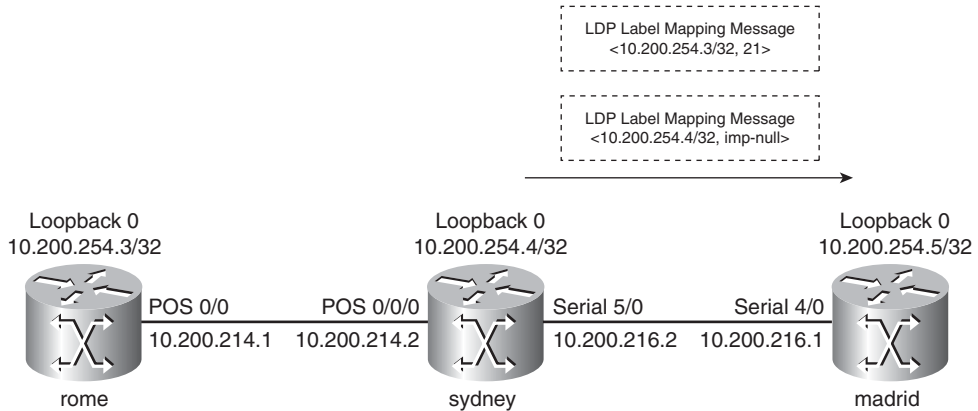 LDP Label Mapping Message
<10.200.254.3/32, 21>
LDP Label Mapping Message
<10.200.254.4/32, imp-null>
Loopback 0
10.200.254.3/32
Loopback 0
10.200.254.4/32
Loopback 0
10.200.254.5/32
POS 0/0
POS 0/0/0
Serial 5/0
Serial 4/0
10.200.214.1
10.200.214.2
10.200.216.2
10.200.216.1
rome
sydney
madrid